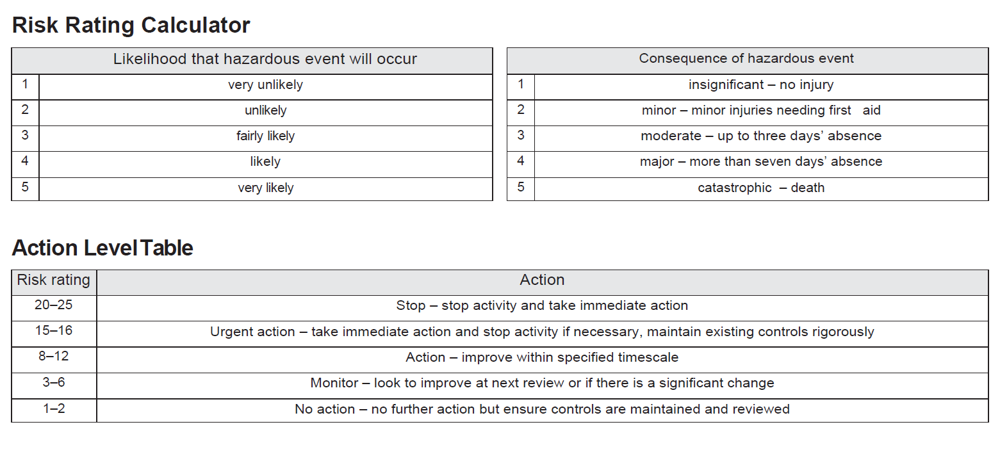 Risk Rating Calculator
Likelihood that hazardous event will occur
1 very unlikely
2 unlikely
3 fairly likely
4 likely
5 very likely
Consequence of hazardous event
1 insignificant – no injury
2 minor – minor injuries needing first aid
3 moderate – up to three days’ absence
4 major – more than seven days’ absence
5 catastrophic – death
Action Level Table
Risk rating Action
20–25 Stop – stop activity and take immediate action
15–16 Urgent action – take immediate action and stop activity if necessary, maintain existing controls rigorously
8–12 Action – improve within specified timescale
3–6 Monitor – look to improve at next review or if there is a significant change
1–2 No action – no further action but ensure controls are maintained and reviewed